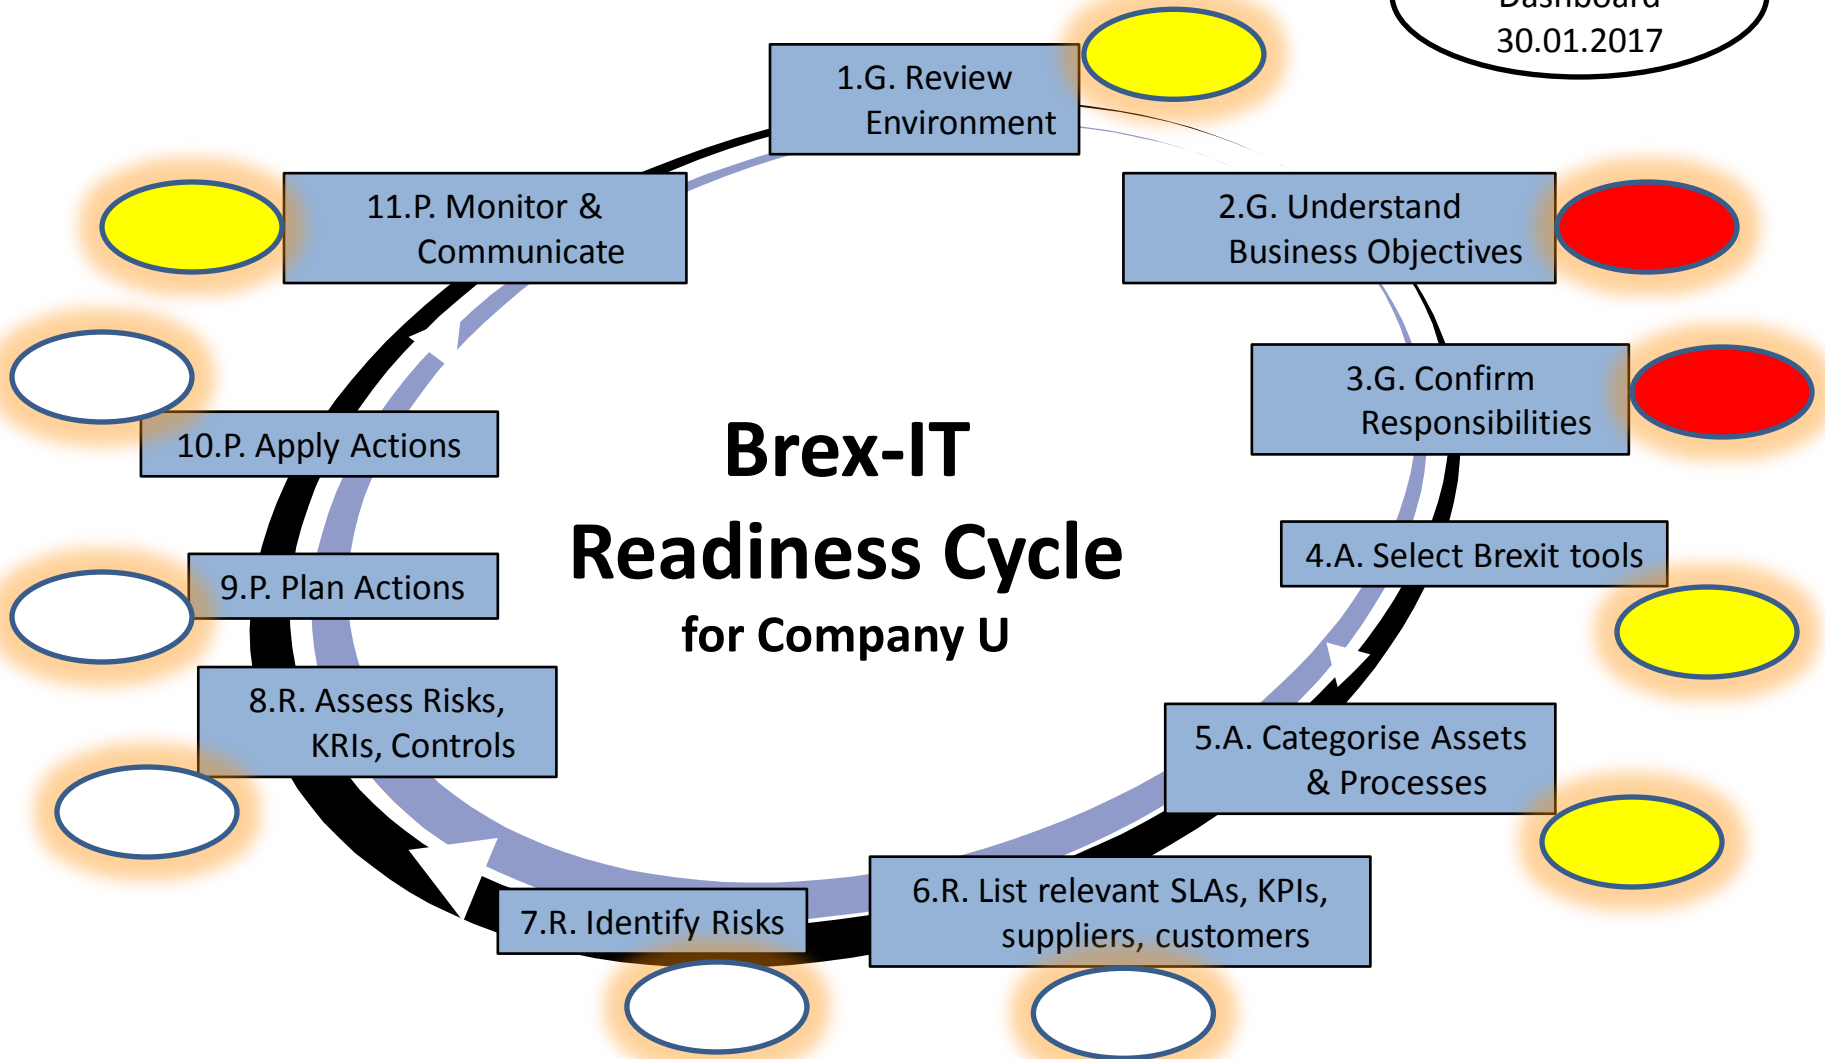 Dashboard
30.01.2017
1.G. Review
Environment
2.G. Understand
Business Objectives
3.G. Confirm
Responsibilities
4.A. Select Brexit tools
5.A. Categorise Assets
& Processes
6.R. List relevant SLAs, KPIs,
suppliers, customers
7.R. Identify Risks
8.R. Assess Risks,
KRIs, Controls
9.P. Plan Actions
10.P. Apply Actions
11.P. Monitor &
Communicate
Brex-IT
Readiness Cycle
for Company U